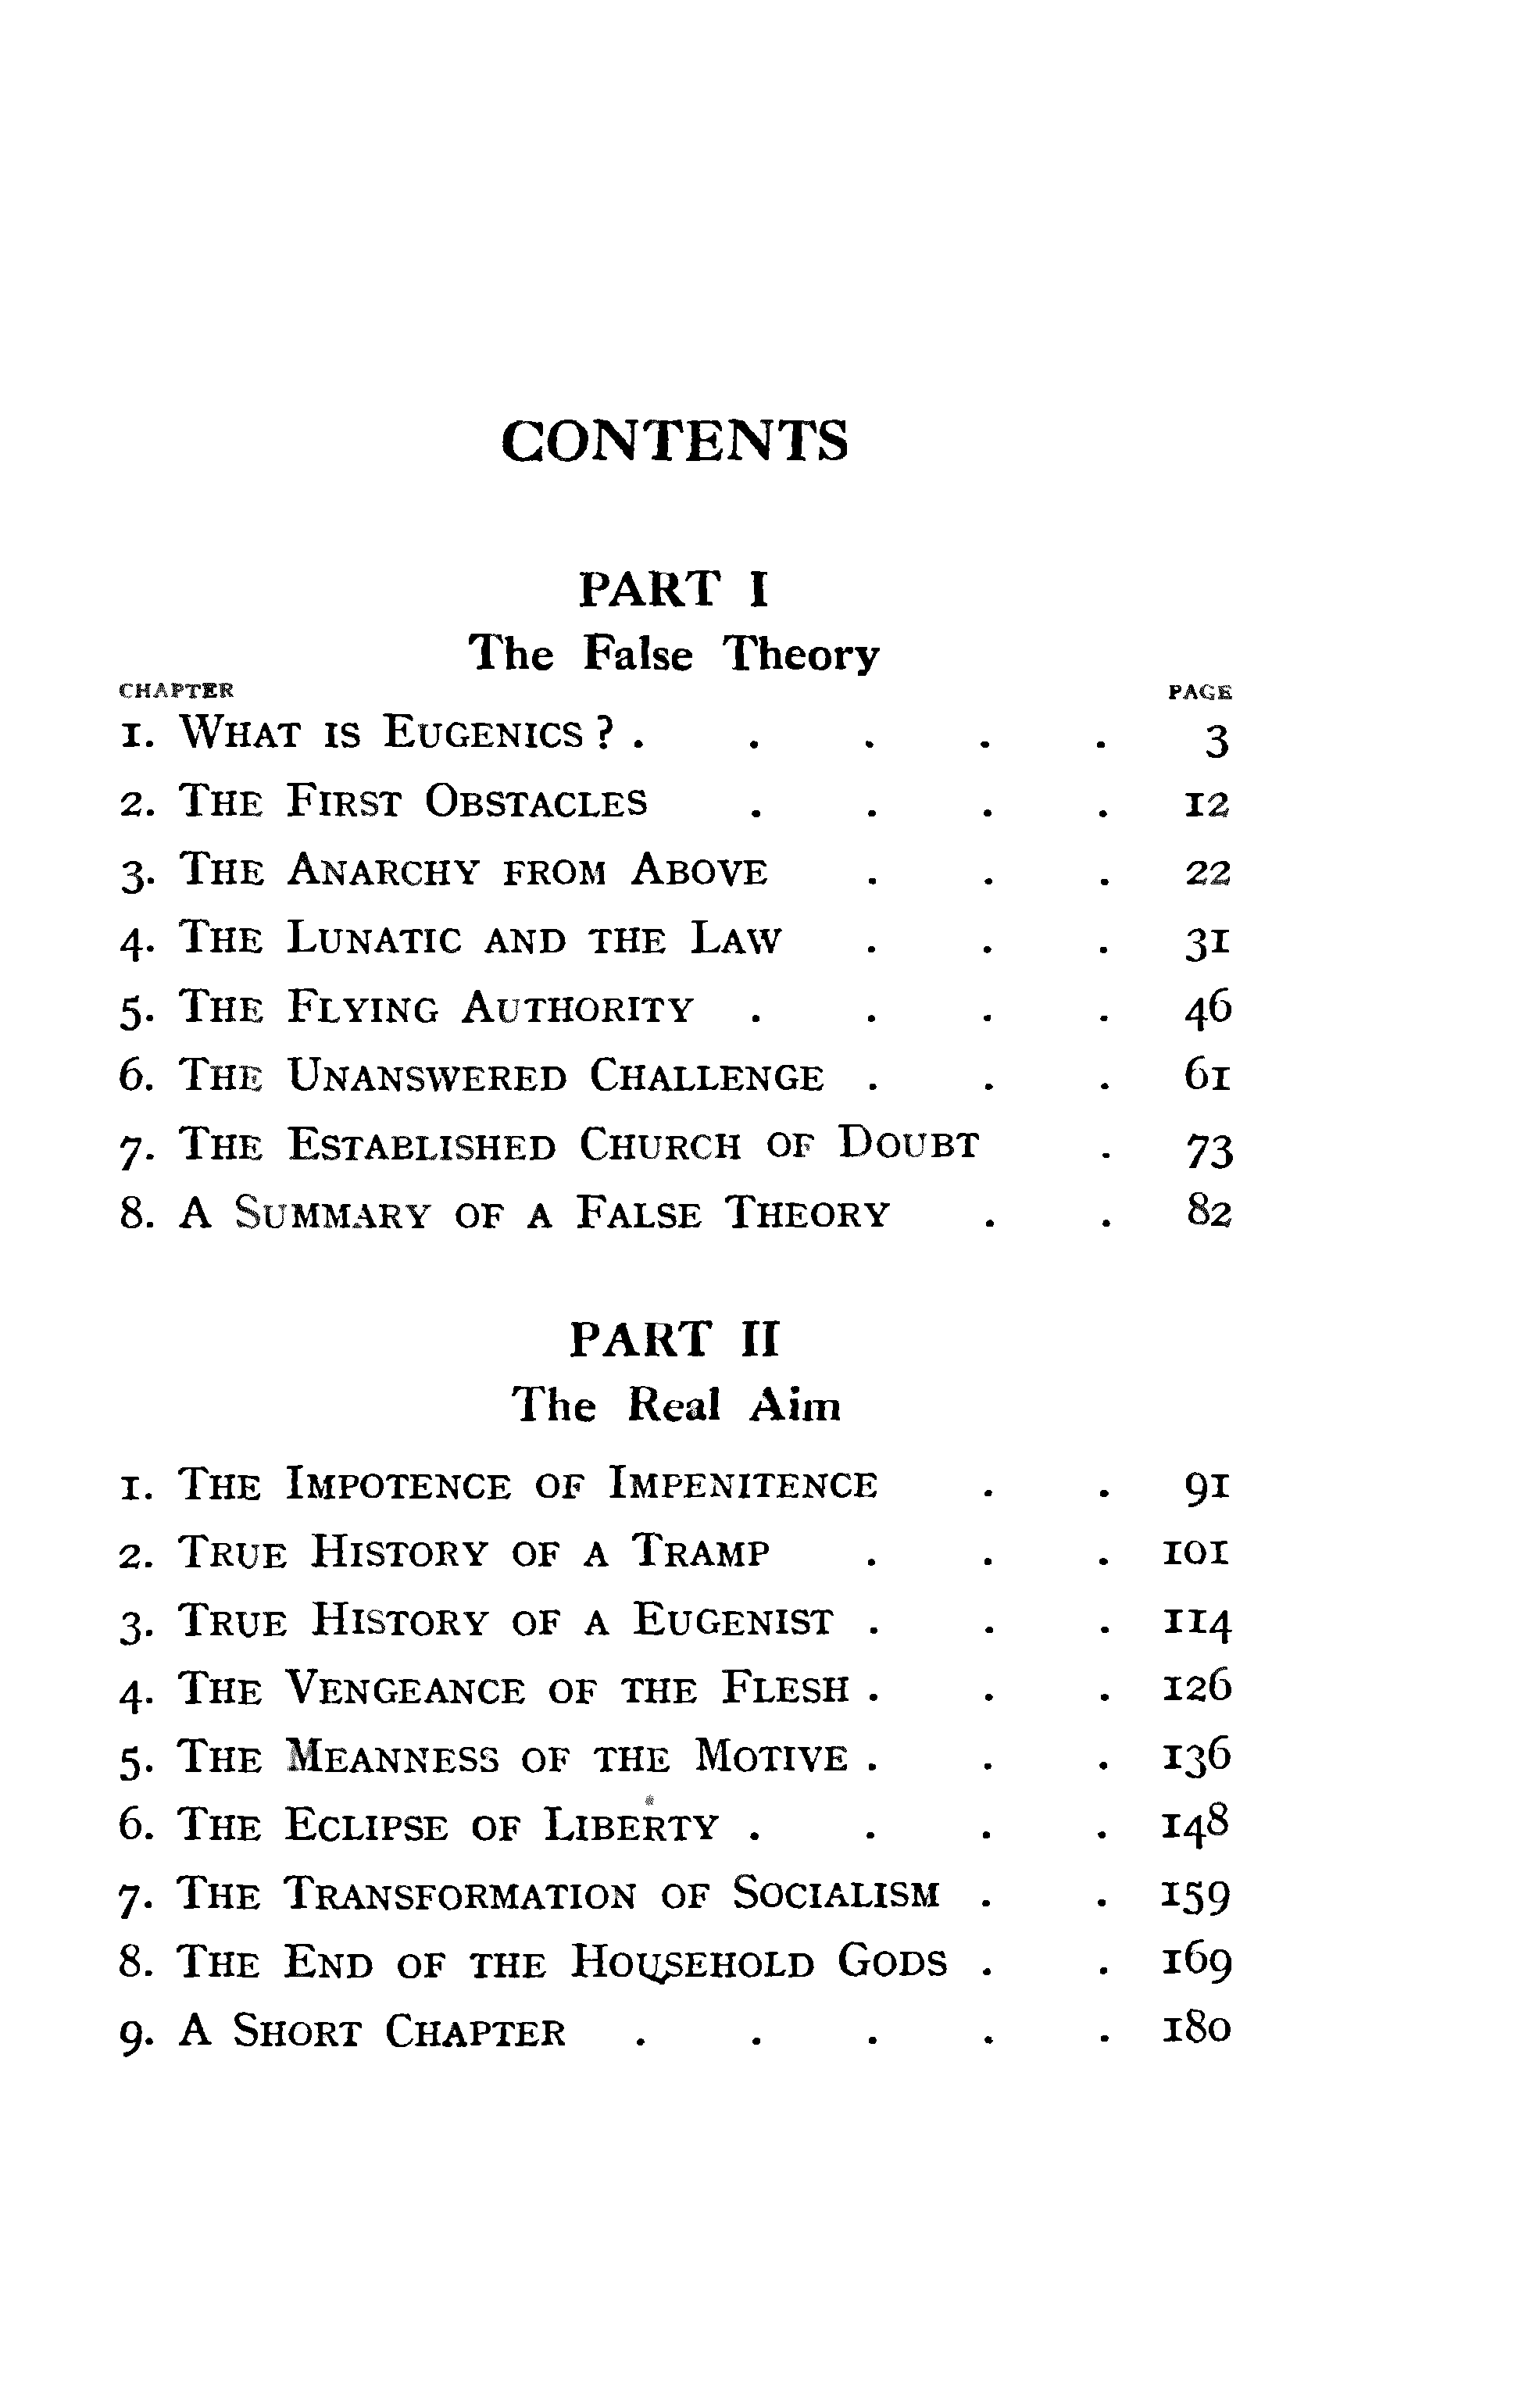 CONTENTS
PART I
The False Theory
CHAPTER PAGE
1. WHAT IS EUGENICS ? . . . . . 3
2. THE FIRST OBSTACLES . . . . 12
3. THE ANARCHY FROM ABOVE . . . 22
4. THE LUNATIC AND THE LAW . . . 31
5. THE FLYING AUTHORITY . . . . 46
6. THE UNANSWERED CHALLENGE . . . 61
7. THE ESTABLISHED CHURCH OF DOUBT . 73
8. A SUMMARY OF A FALSE THEORY . . 82
PART II
The Real Aim
1. THE IMPOTENCE OF IMPENITENCE . . 91
2. TRUE HISTORY OF A TRAMP . . . 101
3. TRUE HISTORY OF A EUGENIST . . . 114
4. THE VENGEANCE OF THE FLESH . . . 126
5. THE MEANNESS OF THE MOTIVE . . . 136
6. THE ECLIPSE OF LIBERTY . . . . 148
7. THE TRANSFORMATION OF SOCIALISM . . 159
8. THE END OF THE HOUSEHOLD GODS . . 169
9. A SHORT CHAPTER . . . . . 180